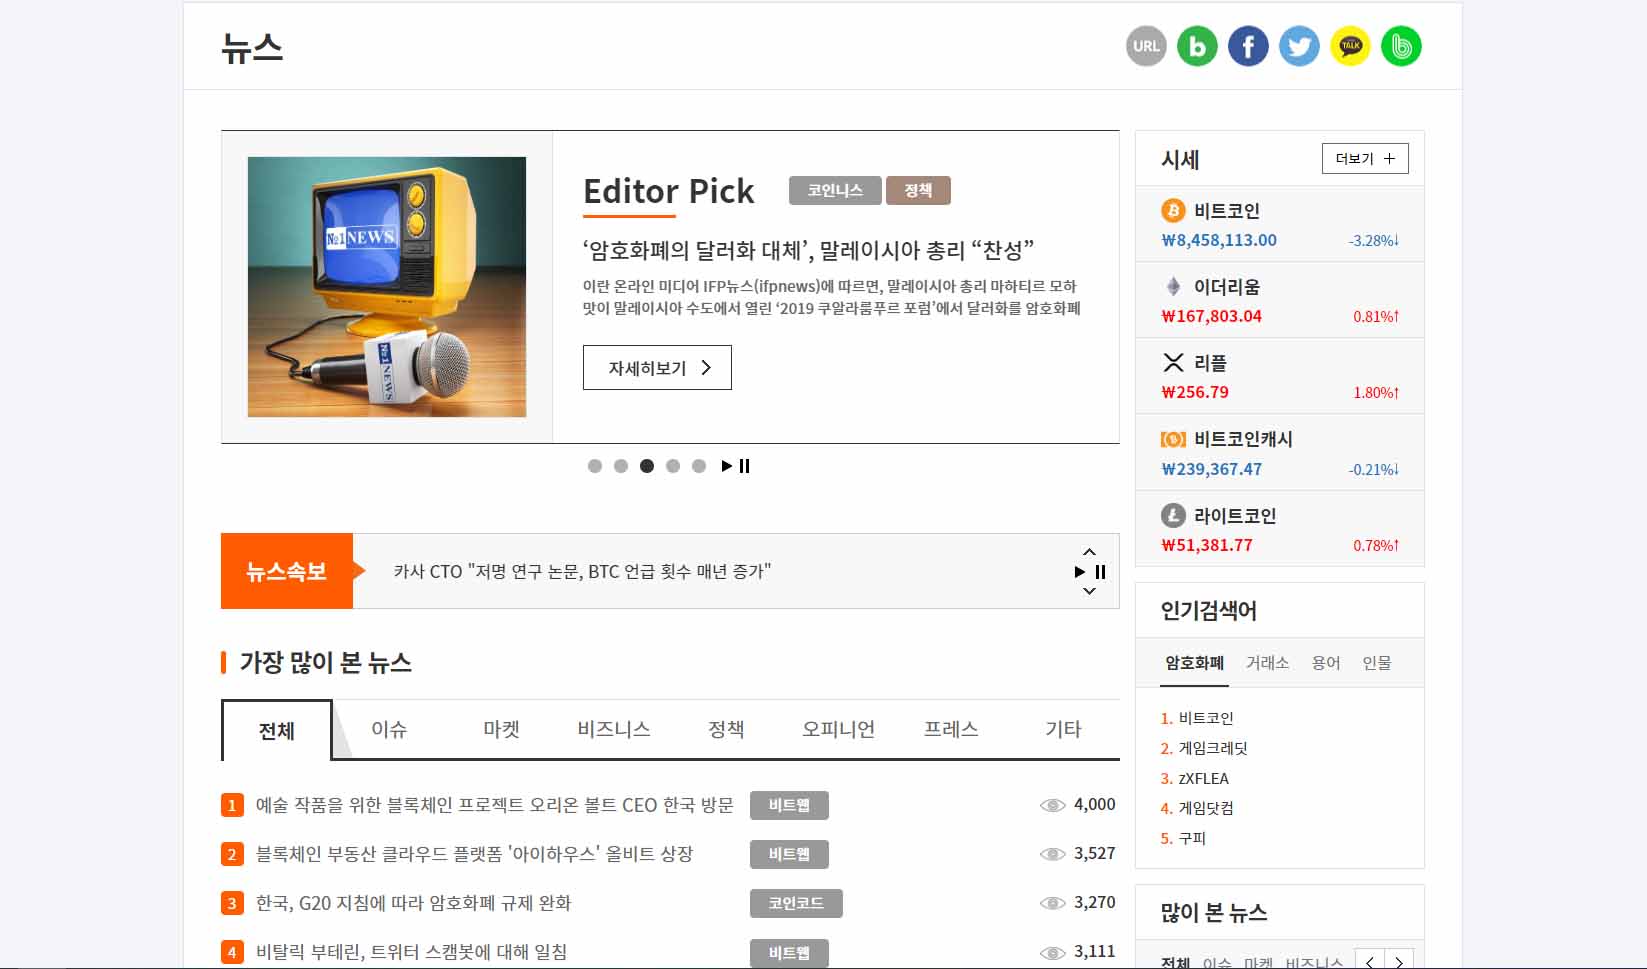 뉴스
URL
TALK
№1 NEWS
№1 NEWS
Editor Pick
코인니스
정책
‘암호화폐의 달러화 대체’, 말레이시아 총리 “찬성”
이란 온라인 미디어 IFP뉴스(ifpnews)에 따르면, 말레이시아 총리 마하티르 모하
맛이 말레이시아 수도에서 열린 ‘2019 쿠알라룸푸르 포럼’에서 달러화를 암호화폐
자세히보기
뉴스속보
카사 CTO "저명 연구 논문, BTC 언급 횟수 매년 증가"
가장 많이 본 뉴스
전체 이슈 마켓 비즈니스 정책 오피니언 프레스 기타
1 예술 작품을 위한 블록체인 프로젝트 오리온 볼트 CEO 한국 방문 비트웹 4,000
2 블록체인 부동산 클라우드 플랫폼 '아이하우스' 올비트 상장 비트웹 3,527
3 한국, G20 지침에 따라 암호화폐 규제 완화 코인코드 3,270
4 비탈릭 부테린, 트위터 스캠봇에 대해 일침 비트웹 3,111
시세
더보기 +
비트코인
₩8,458,113.00 -3.28%↓
이더리움
₩167,803.04 0.81%↑
리플
₩256.79 1.80%↑
비트코인캐시
₩239,367.47 -0.21%↓
라이트코인
₩51,381.77 0.78%↑
인기검색어
암호화폐 거래소 용어 인물
1. 비트코인
2. 게임크레딧
3. zXFLEA
4. 게임닷컴
5. 구피
많이 본 뉴스
전체 이슈 마켓 비즈니스